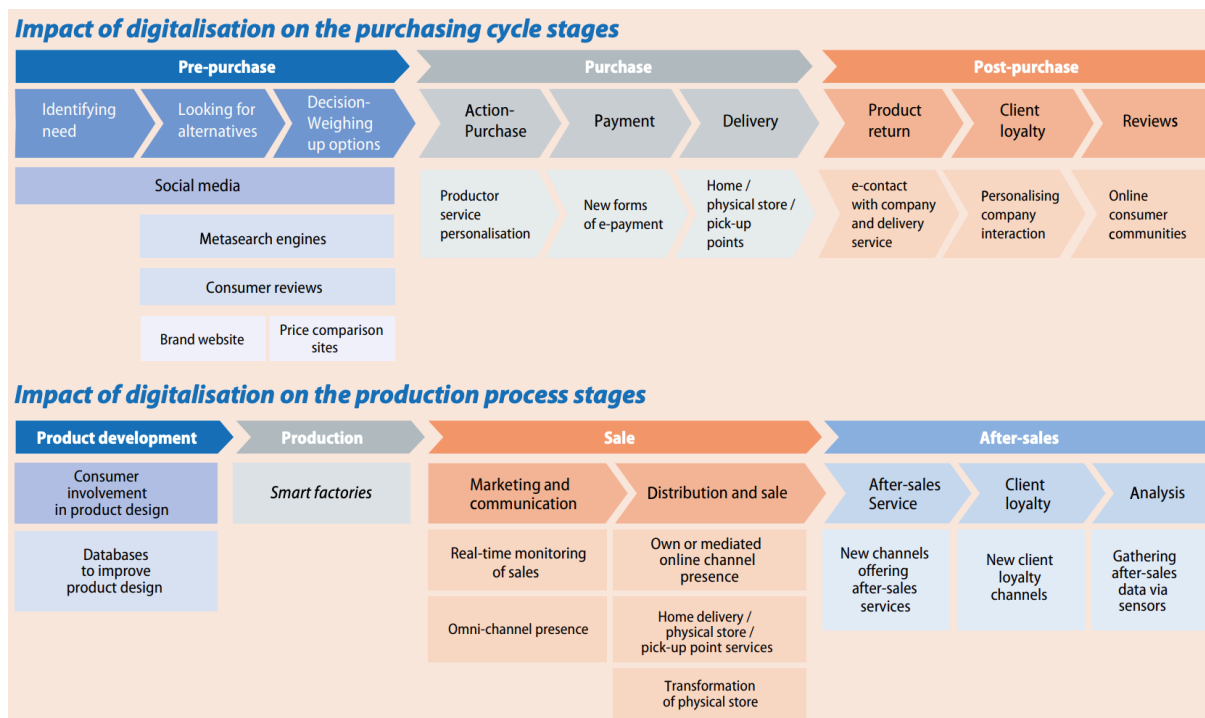 Impact of digitalisation on the purchasing cycle stages
Pre-purchase
Purchase
Post-purchase
Identifying
need
Looking for
alternatives
Decision-
Weighing
up options
Action-
Purchase
Payment
Delivery
Product
return
Client
loyalty
Reviews
Social media
Metasearch engines
Consumer reviews
Brand website
Price comparison
sites
Productor
service
personalisation
New forms
of e-payment
Home /
physical store /
pick-up
points
e-contact
with company
and delivery
service
Personalising
company
interaction
Online
consumer
communities
Impact of digitalisation on the production process stages
Product development
Production
Sale
After-sales
Consumer
involvement
in product design
Databases
to improve
product design
Smart factories
Marketing and
communication
Distribution and sale
Real-time monitoring
of sales
Own or mediated
online channel
presence
Omni-channel presence
Home delivery /
physical store /
pick-up point services
Transformation
of physical store
After-sales
Service
Client
loyalty
Analysis
New channels
offering
after-sales
services
New client
loyalty
channels
Gathering
after-sales
data via
sensors